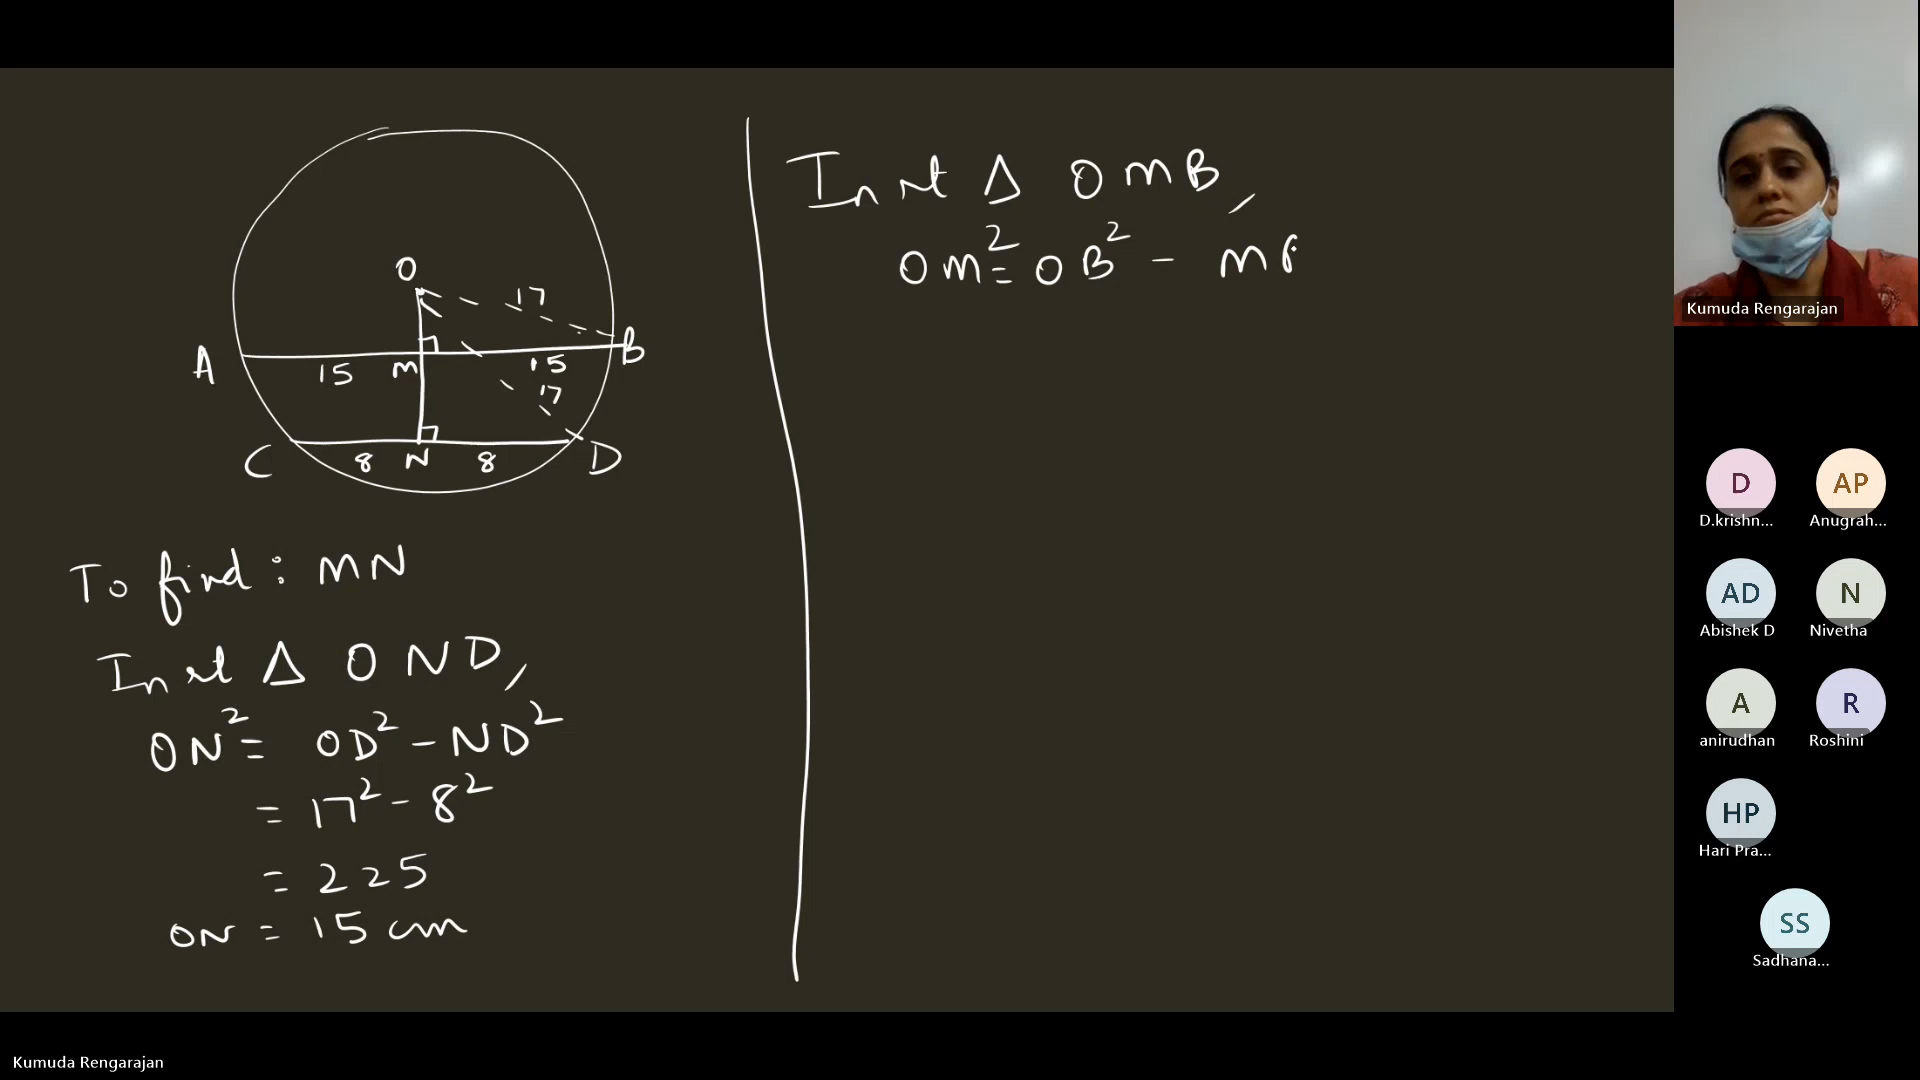 O
17
A
15
M
15
B
17
C
8
N
8
D
To find : MN
In rt Δ OND,
ON² = OD² - ND²
= 17² - 8²
= 225
ON = 15 cm
In rt Δ OMB,
OM² = OB² - M
Kumuda Rengarajan
D
D.krishn...
AP
Anugrah...
AD
Abishek D
N
Nivetha
A
anirudhan
R
Roshini
HP
Hari Pra...
SS
Sadhana...
Kumuda Rengarajan